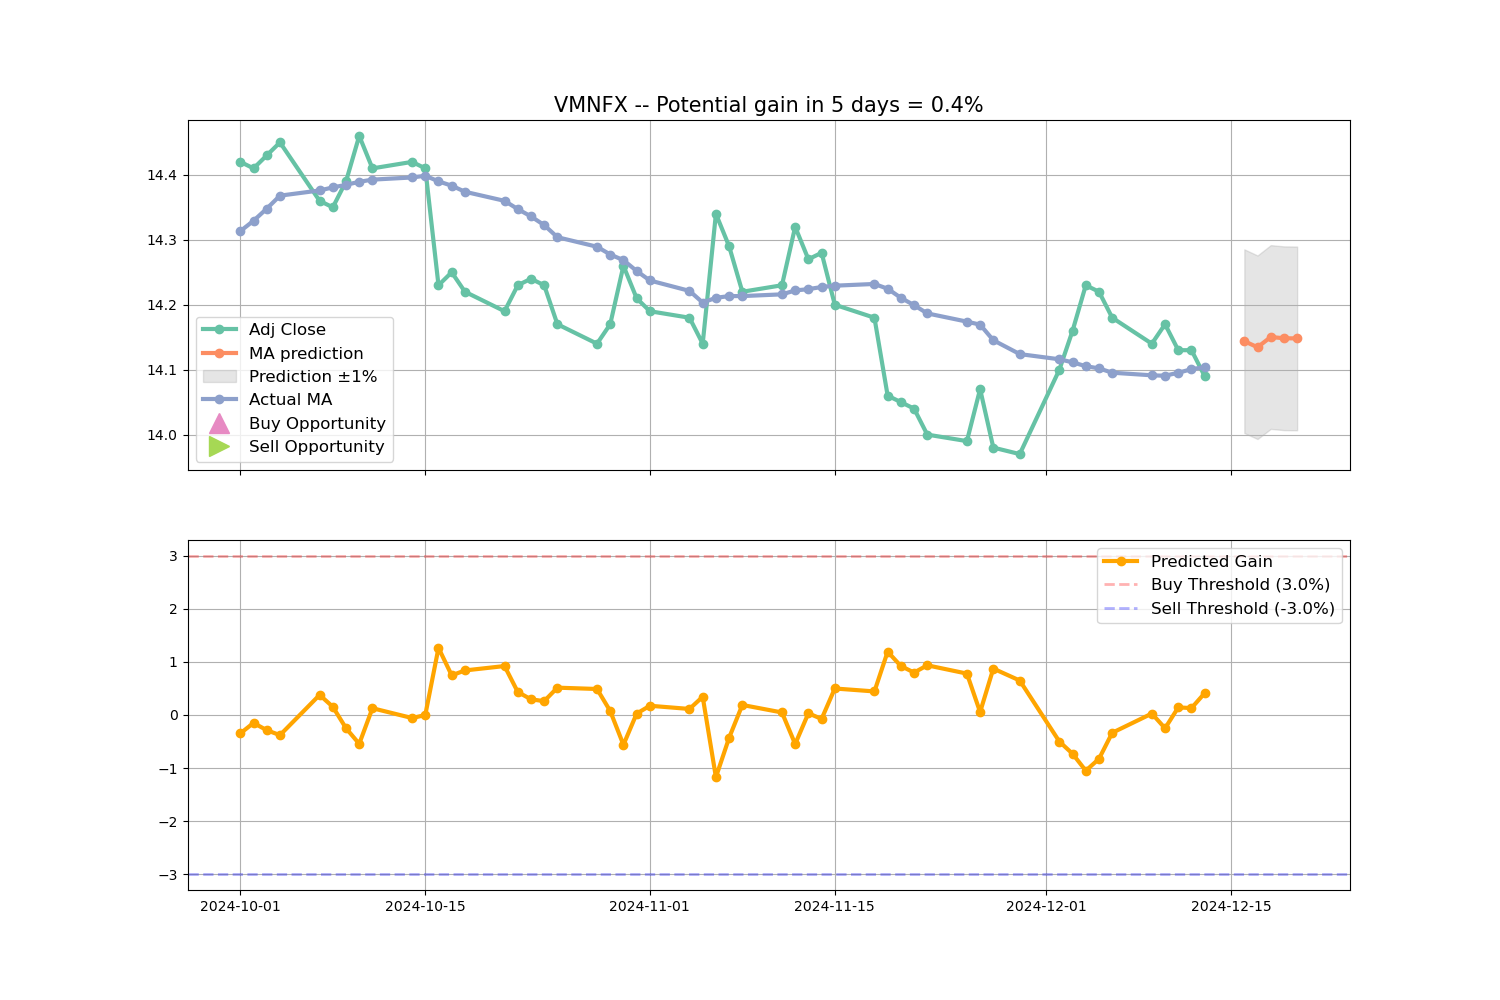 VMNFX -- Potential gain in 5 days = 0.4%
14.4
14.3
14.2
14.1
14.0
Adj Close
MA prediction
Prediction ±1%
Actual MA
Buy Opportunity
Sell Opportunity
3
2
1
0
−1
−2
−3
Predicted Gain
Buy Threshold (3.0%)
Sell Threshold (-3.0%)
2024-10-01 2024-10-15 2024-11-01 2024-11-15 2024-12-01 2024-12-15